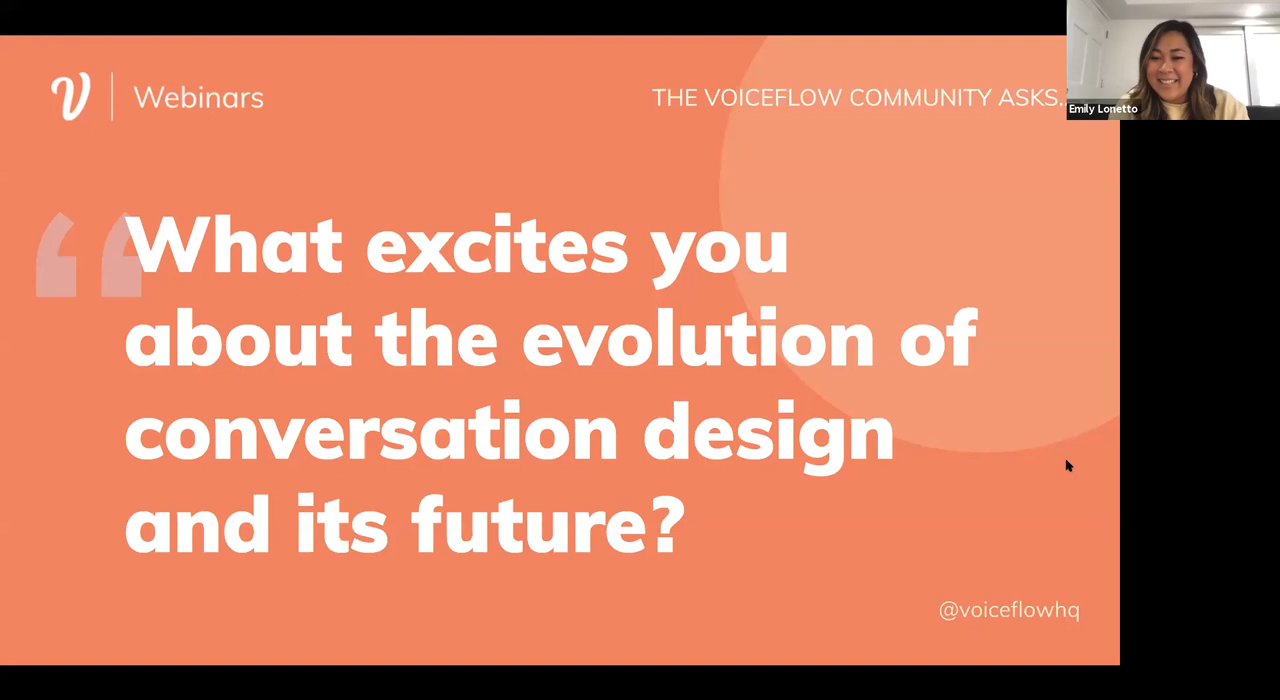 Webinars
THE VOICEFLOW COMMUNITY ASKS...
Emily Lonetto
“What excites you
about the evolution of
conversation design
and its future?
@voiceflowhq